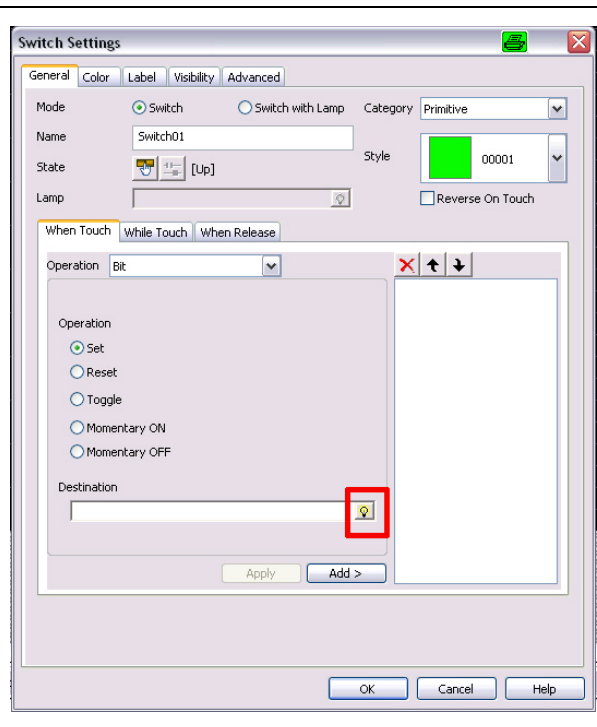 Switch Settings
General Color Label Visibility Advanced
Mode Switch Switch with Lamp Category Primitive
Name Switch01
Style 00001
State [Up]
Lamp Reverse On Touch
When Touch While Touch When Release
Operation Bit
Operation
Set
Reset
Toggle
Momentary ON
Momentary OFF
Destination
Apply Add >
OK Cancel Help